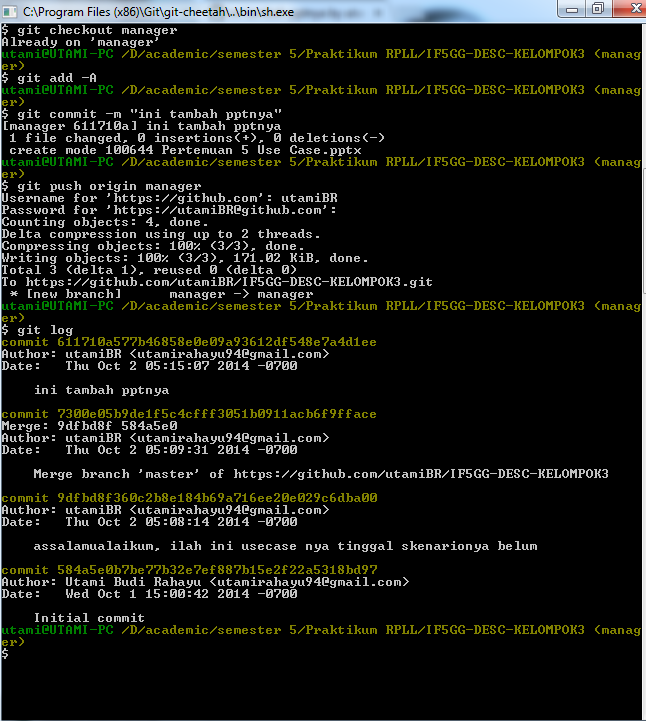 C:\Program Files (x86)\Git\git-cheetah\..\bin\sh.exe
$ git checkout manager
Already on 'manager'
utami@UTAMI-PC /D/academic/semester 5/Praktikum RPLL/IF5GG-DESC-KELOMPOK3 (manag
er)
$ git add -A
utami@UTAMI-PC /D/academic/semester 5/Praktikum RPLL/IF5GG-DESC-KELOMPOK3 (manag
er)
$ git commit -m "ini tambah pptnya"
[manager 611710a] ini tambah pptnya
 1 file changed, 0 insertions(+), 0 deletions(-)
 create mode 100644 Pertemuan 5 Use Case.pptx
utami@UTAMI-PC /D/academic/semester 5/Praktikum RPLL/IF5GG-DESC-KELOMPOK3 (manag
er)
$ git push origin manager
Username for 'https://github.com': utamiBR
Password for 'https://utamiBR@github.com':
Counting objects: 4, done.
Delta compression using up to 2 threads.
Compressing objects: 100% (3/3), done.
Writing objects: 100% (3/3), 171.02 KiB, done.
Total 3 (delta 1), reused 0 (delta 0)
To https://github.com/utamiBR/IF5GG-DESC-KELOMPOK3.git
 * [new branch]      manager -> manager
utami@UTAMI-PC /D/academic/semester 5/Praktikum RPLL/IF5GG-DESC-KELOMPOK3 (manag
er)
$ git log
commit 611710a577b46858e0e09a93612df548e7a4d1ee
Author: utamiBR <utamirahayu94@gmail.com>
Date:   Thu Oct 2 05:15:07 2014 -0700
    ini tambah pptnya
commit 7300e05b9de1f5c4cfff3051b0911acb6f9fface
Merge: 9dfbd8f 584a5e0
Author: utamiBR <utamirahayu94@gmail.com>
Date:   Thu Oct 2 05:09:31 2014 -0700
    Merge branch 'master' of https://github.com/utamiBR/IF5GG-DESC-KELOMPOK3
commit 9dfbd8f360c2b8e184b69a716ee20e029c6dba00
Author: utamiBR <utamirahayu94@gmail.com>
Date:   Thu Oct 2 05:08:14 2014 -0700
    assalamualaikum, ilah ini usecase nya tinggal skenarionya belum
commit 584a5e0b7be77b32e7ef887b15e2f22a5318bd97
Author: Utami Budi Rahayu <utamirahayu94@gmail.com>
Date:   Wed Oct 1 15:00:42 2014 -0700
    Initial commit
utami@UTAMI-PC /D/academic/semester 5/Praktikum RPLL/IF5GG-DESC-KELOMPOK3 (manag
er)
$